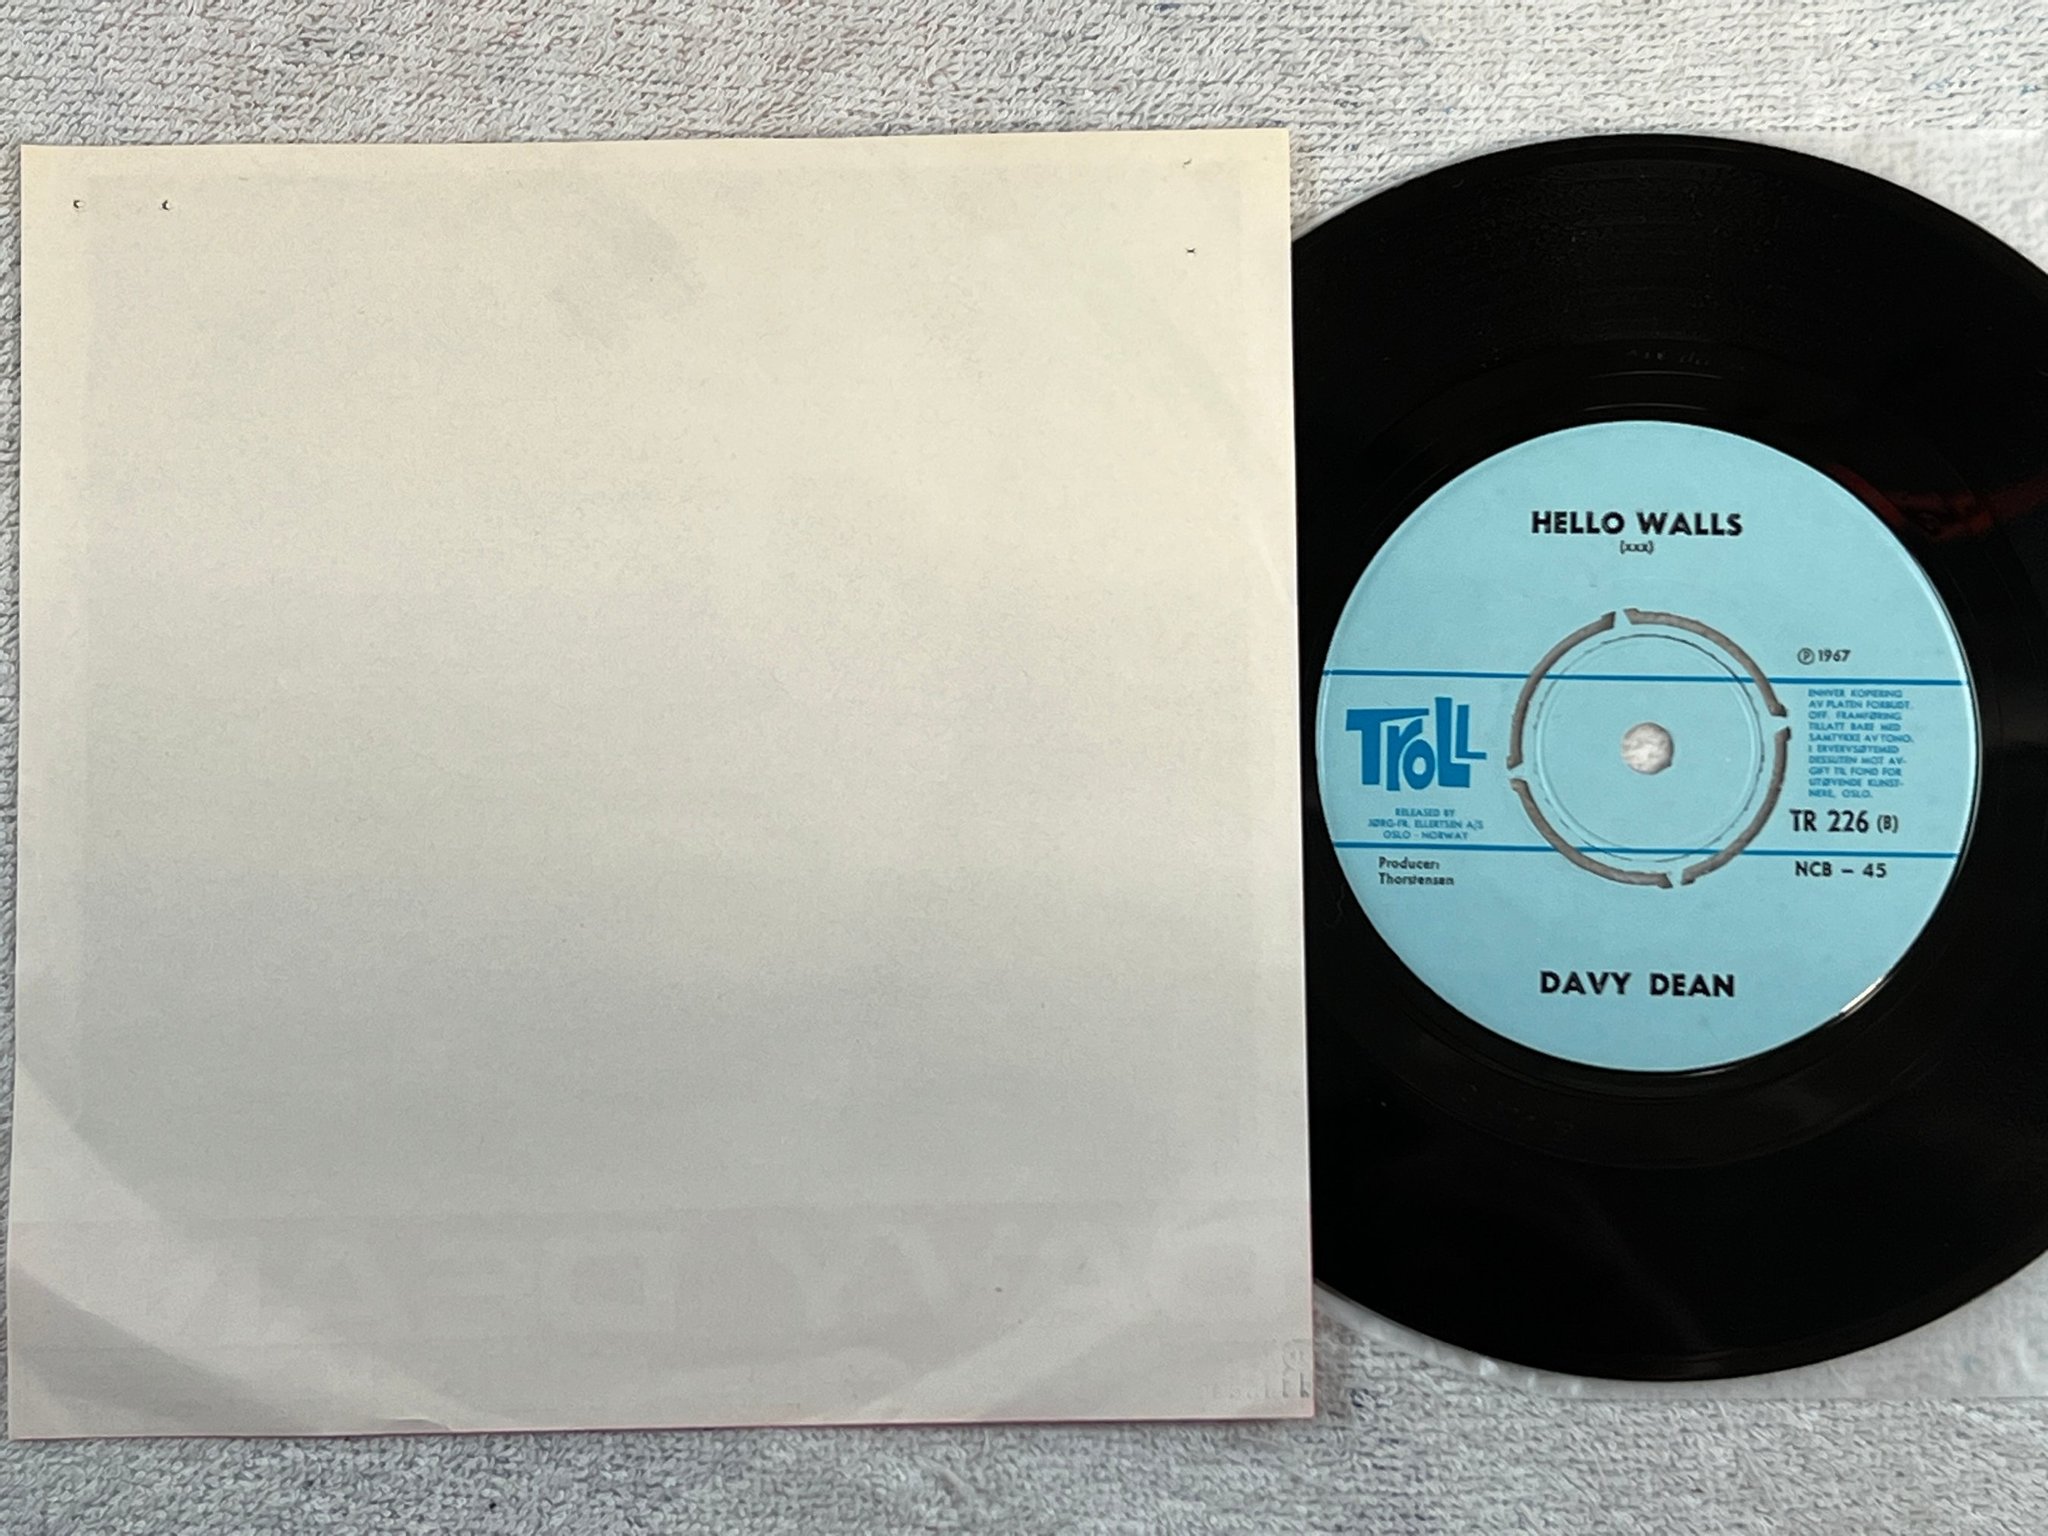 HELLO WALLS
(xxx)
Ⓟ 1967
ENHVER KOPIERING
AV PLATEN FORBUDT.
OFF. FRAMFØRING
TILLATT BARE MED
SAMTYKKE AV TONO.
I ERVERVSØYEMED
DESSUTEN MOT AV-
GIFT TIL FOND FOR
UTØVENDE KUNST-
NERE, OSLO.
TROLL
RELEASED BY
JØRG-FR. ELLERTSEN A/S
OSLO - NORWAY
TR 226 (B)
Producer:
Thorstensen
NCB - 45
DAVY DEAN